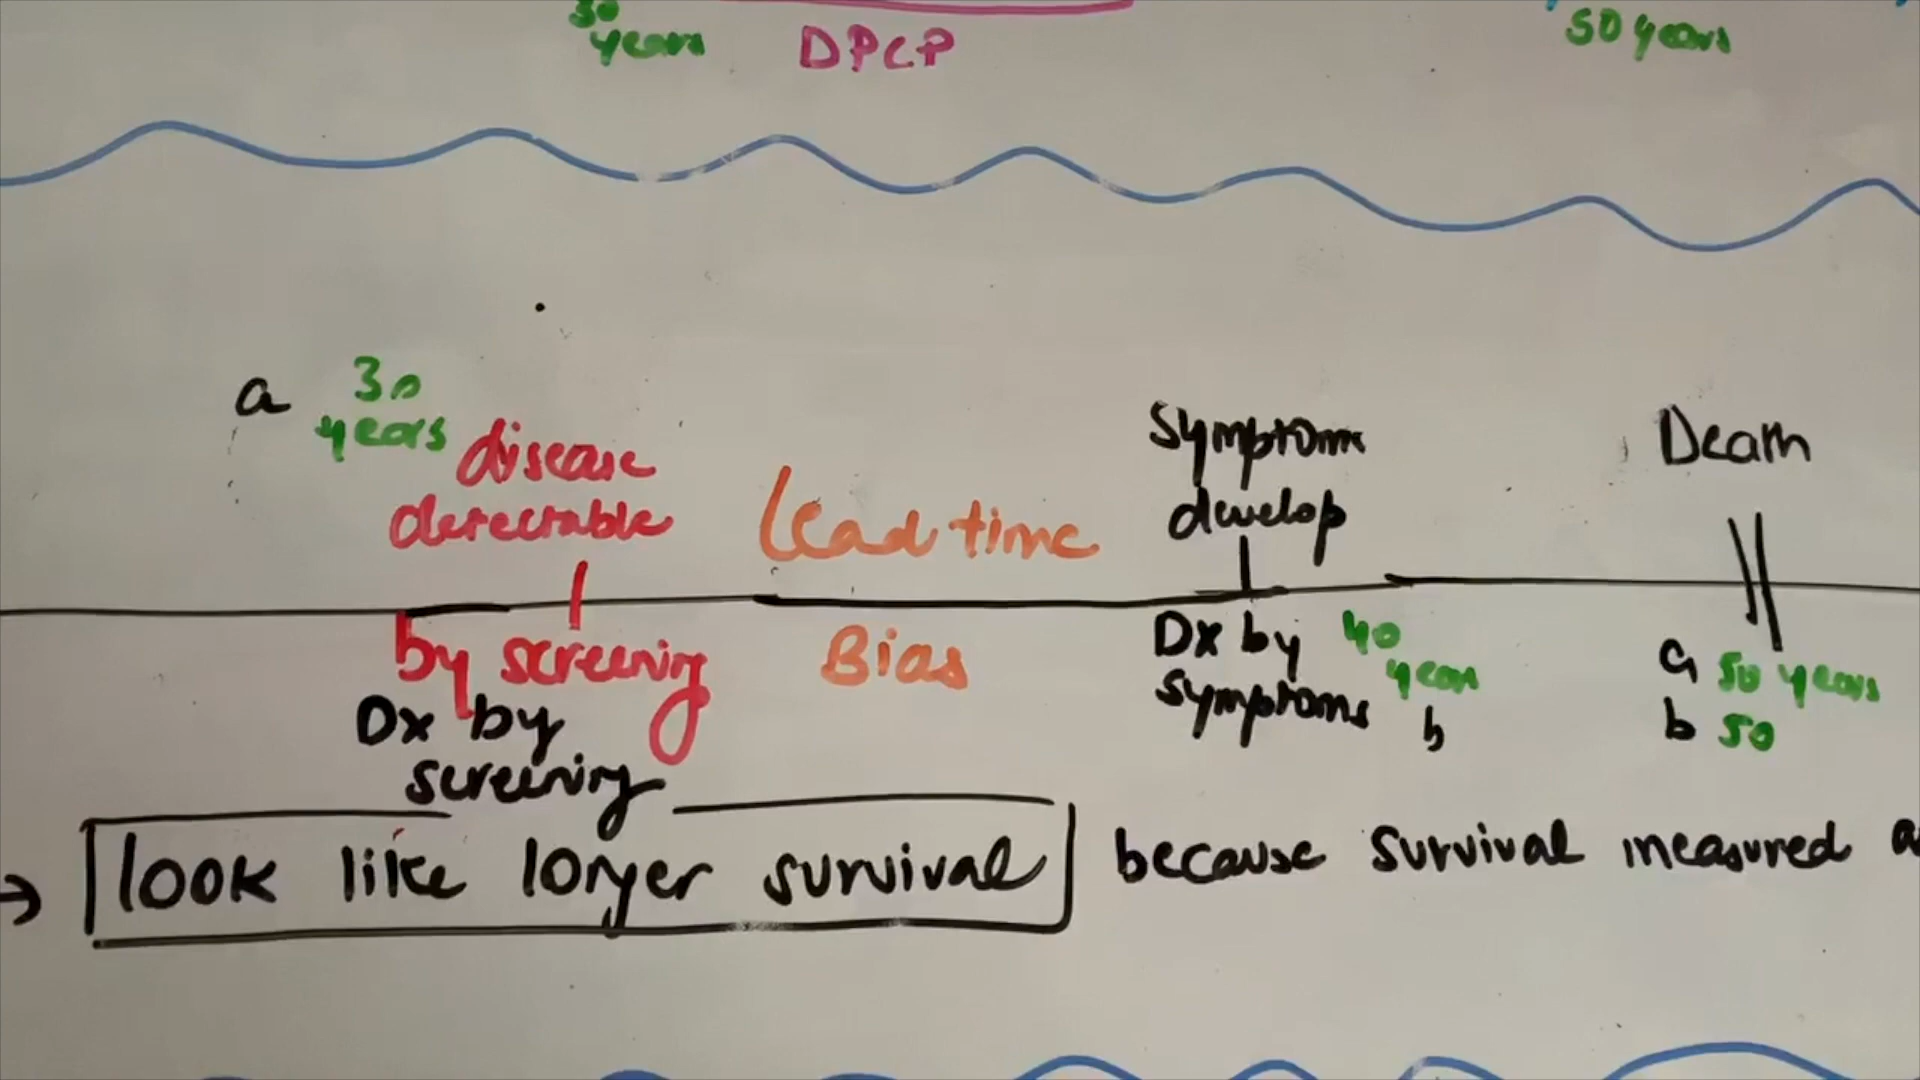 30
years
DPCP
50 years
a
30
years
disease
detectable
Lead time
symptoms
develop
Death
by screening
Bias
Dx by
symptoms
40
years
b
a 50 years
b 50
Dx by
screening
→ look like longer survival because survival measured